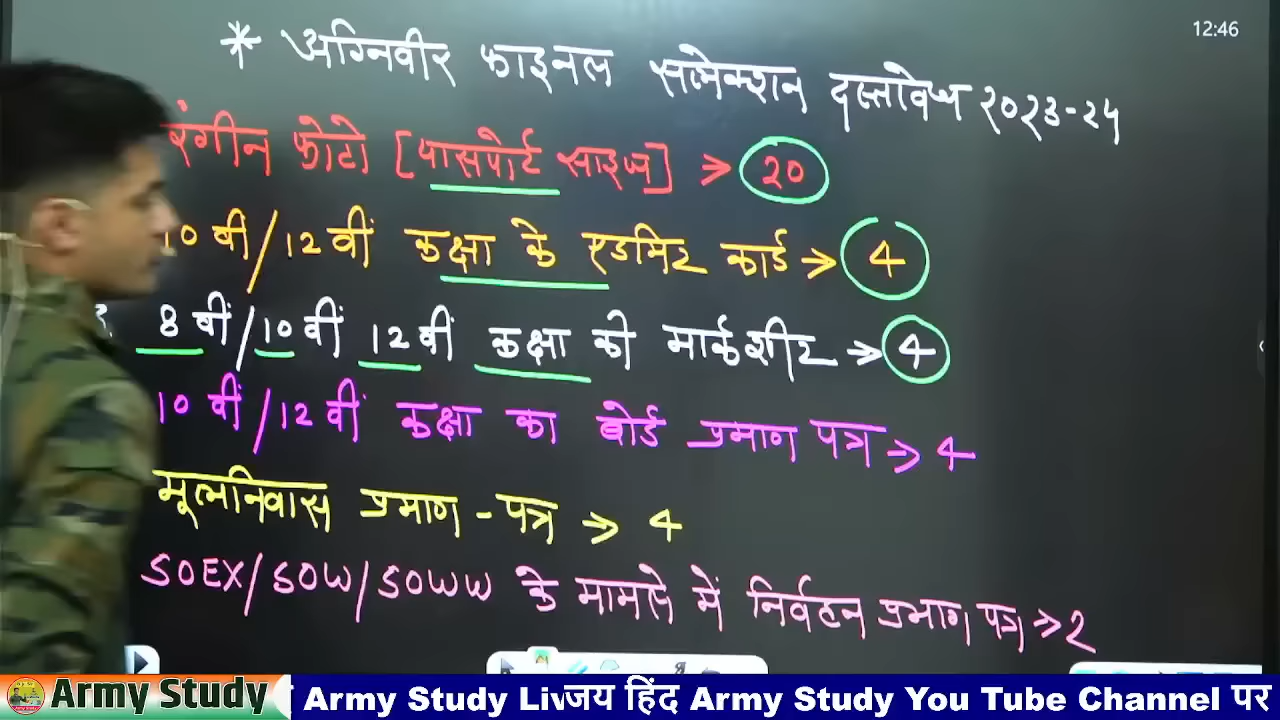 12:46
* अग्निवीर फाइनल सलेक्शन दस्तावेज २०२३-२५
रंगीन फोटो [पासपोर्ट साइज] → 20
10 वी/12 वीं कक्षा के एडमिट कार्ड → 4
8 वीं/10 वीं 12 वीं कक्षा की मार्कशीट → 4
10 वीं/12 वीं कक्षा का बोर्ड प्रमाण पत्र → 4
मूलनिवास प्रमाण - पत्र → 4
SOEX/SOW/SOWW के मामले में निर्वहन प्रमाण पत्र → 2
Army Study Army Study Liv जय हिंद Army Study You Tube Channel पर